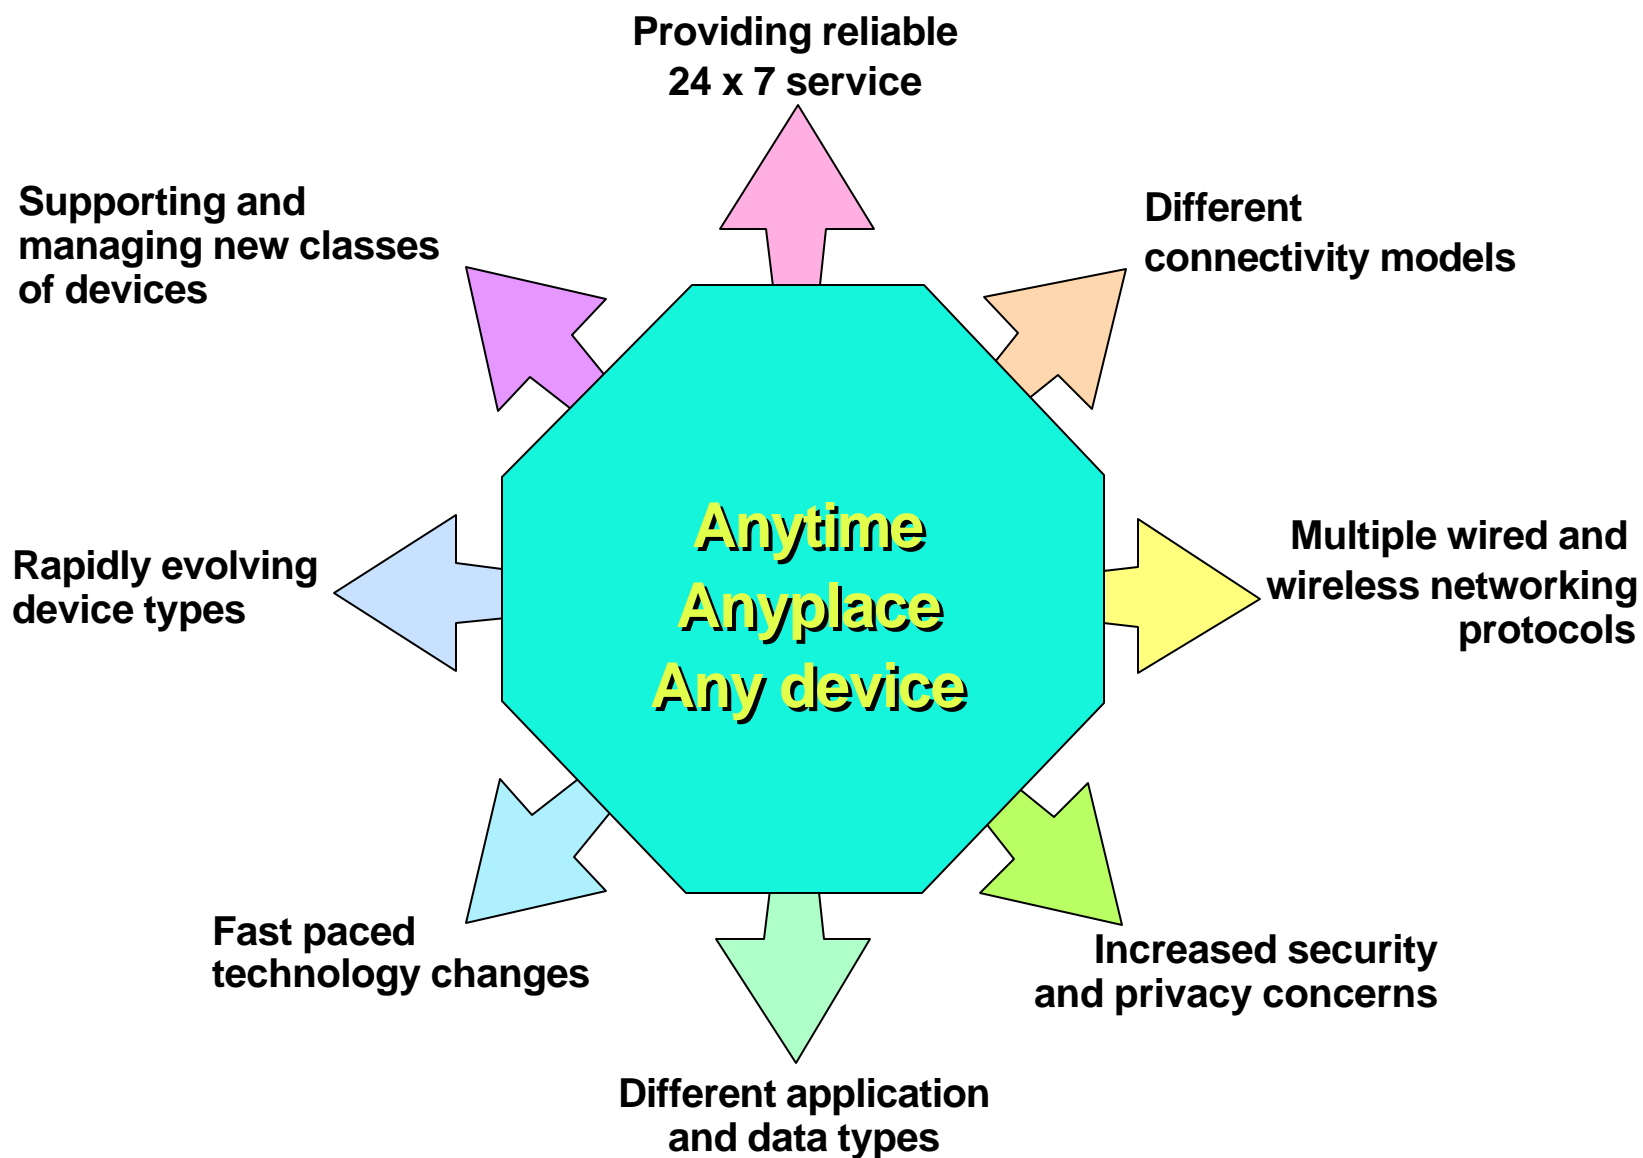 Providing reliable
24 x 7 service
Supporting and
managing new classes
of devices
Different
connectivity models
Anytime
Anyplace
Any device
Rapidly evolving
device types
Multiple wired and
wireless networking
protocols
Fast paced
technology changes
Increased security
and privacy concerns
Different application
and data types